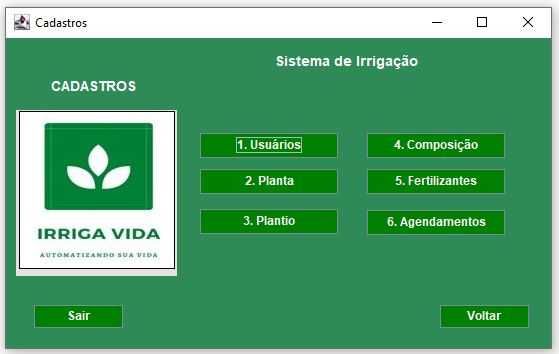 Cadastros
Sistema de Irrigação
CADASTROS
1. Usuários
4. Composição
2. Planta
5. Fertilizantes
3. Plantio
6. Agendamentos
IRRIGA VIDA
AUTOMATIZANDO SUA VIDA
Sair
Voltar